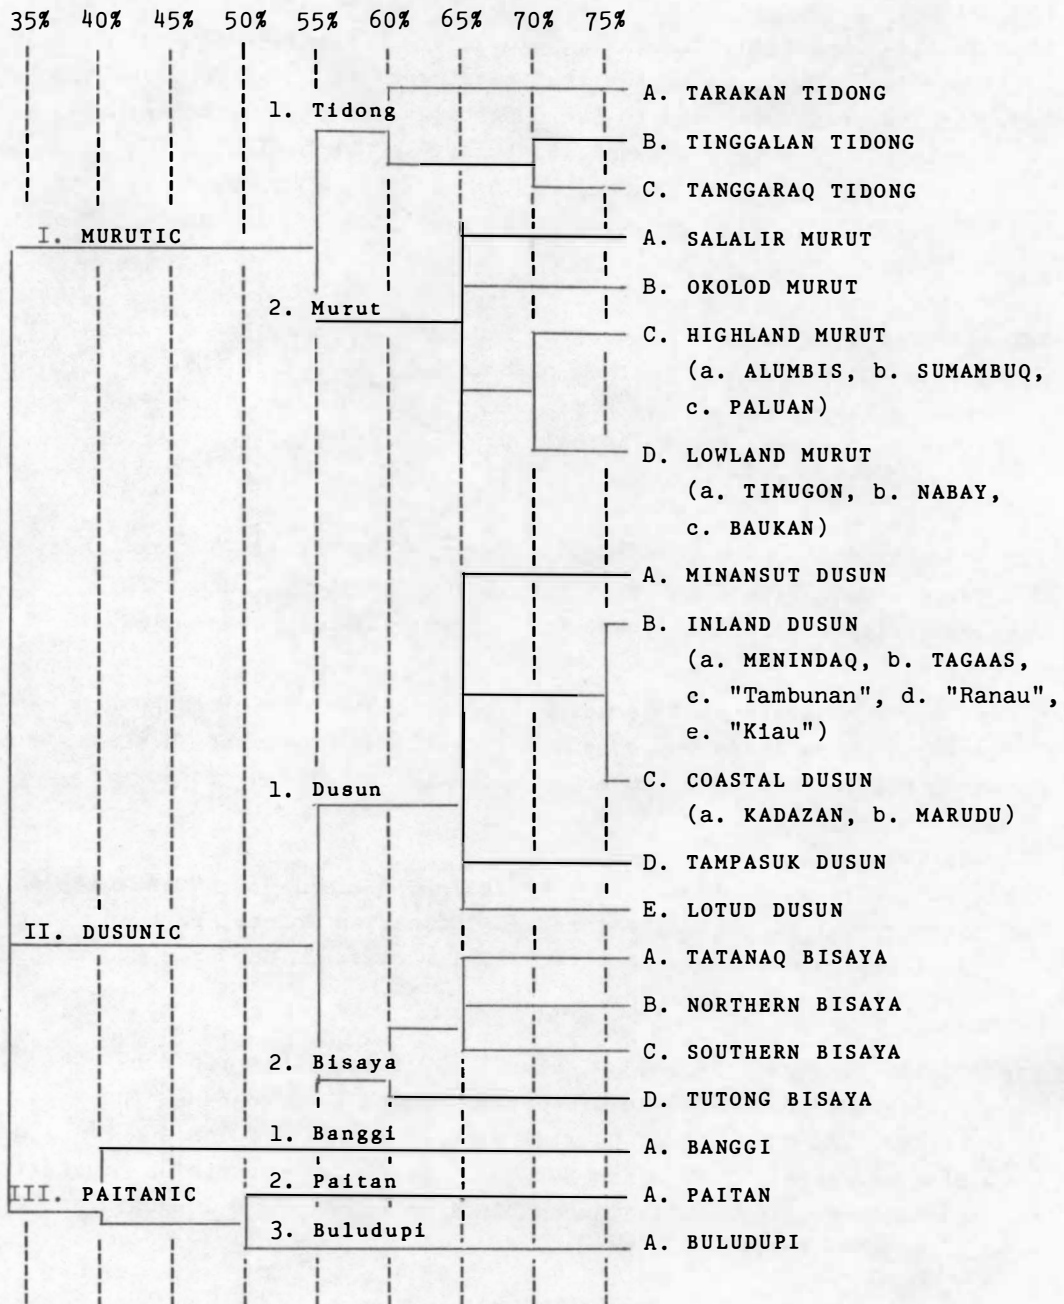 35% 40% 45% 50% 55% 60% 65% 70% 75%
A. TARAKAN TIDONG
1. Tidong
B. TINGGALAN TIDONG
C. TANGGARAQ TIDONG
I. MURUTIC
A. SALALIR MURUT
B. OKOLOD MURUT
2. Murut
C. HIGHLAND MURUT
(a. ALUMBIS, b. SUMAMBUQ,
c. PALUAN)
D. LOWLAND MURUT
(a. TIMUGON, b. NABAY,
c. BAUKAN)
A. MINANSUT DUSUN
B. INLAND DUSUN
(a. MENINDAQ, b. TAGAAS,
c. "Tambunan", d. "Ranau",
e. "Kiau")
1. Dusun
C. COASTAL DUSUN
(a. KADAZAN, b. MARUDU)
D. TAMPASUK DUSUN
E. LOTUD DUSUN
II. DUSUNIC
A. TATANAQ BISAYA
B. NORTHERN BISAYA
C. SOUTHERN BISAYA
2. Bisaya
D. TUTONG BISAYA
1. Banggi
A. BANGGI
III. PAITANIC
2. Paitan
A. PAITAN
3. Buludupi
A. BULUDUPI